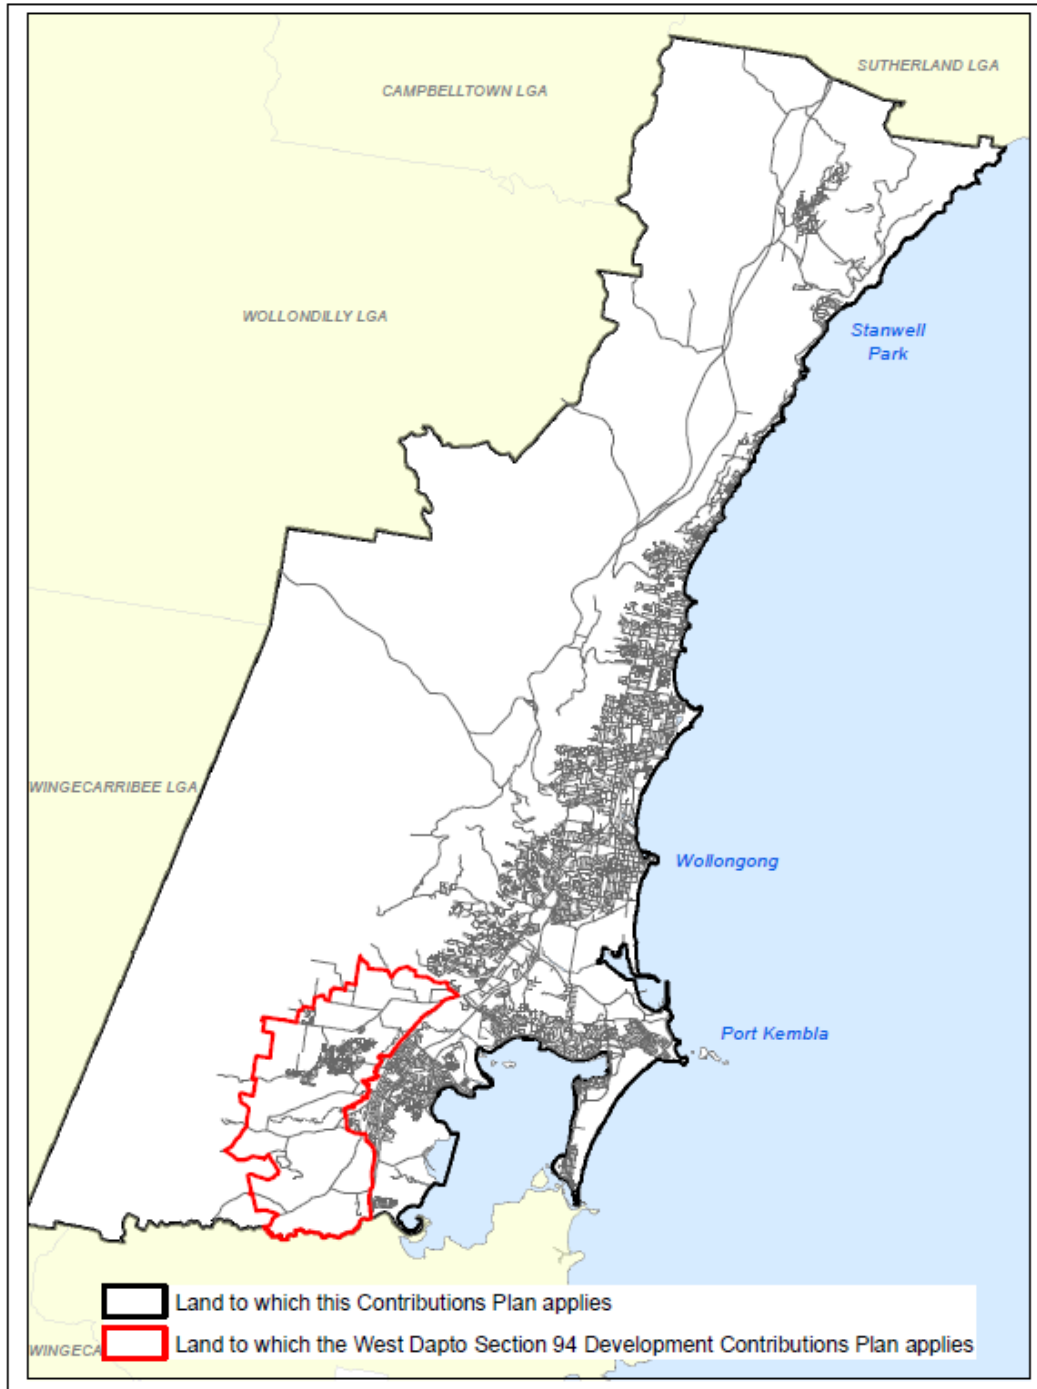 SUTHERLAND LGA
CAMPBELLTOWN LGA
WOLLONDILLY LGA
Stanwell
Park
WINGECARRIBEE LGA
Wollongong
Port Kembla
Land to which this Contributions Plan applies
Land to which the West Dapto Section 94 Development Contributions Plan applies
WINGECA